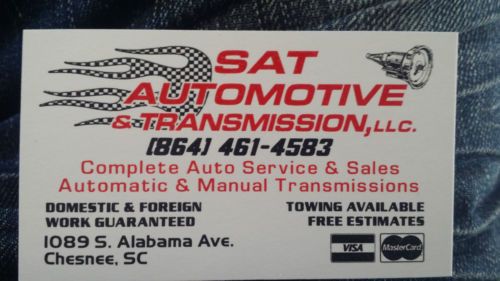 SAT
AUTOMOTIVE
& TRANSMISSION, LLC.
(864) 461-4583
Complete Auto Service & Sales
Automatic & Manual Transmissions
DOMESTIC & FOREIGN
WORK GUARANTEED
TOWING AVAILABLE
FREE ESTIMATES
1089 S. Alabama Ave.
Chesnee, SC
VISA
MasterCard